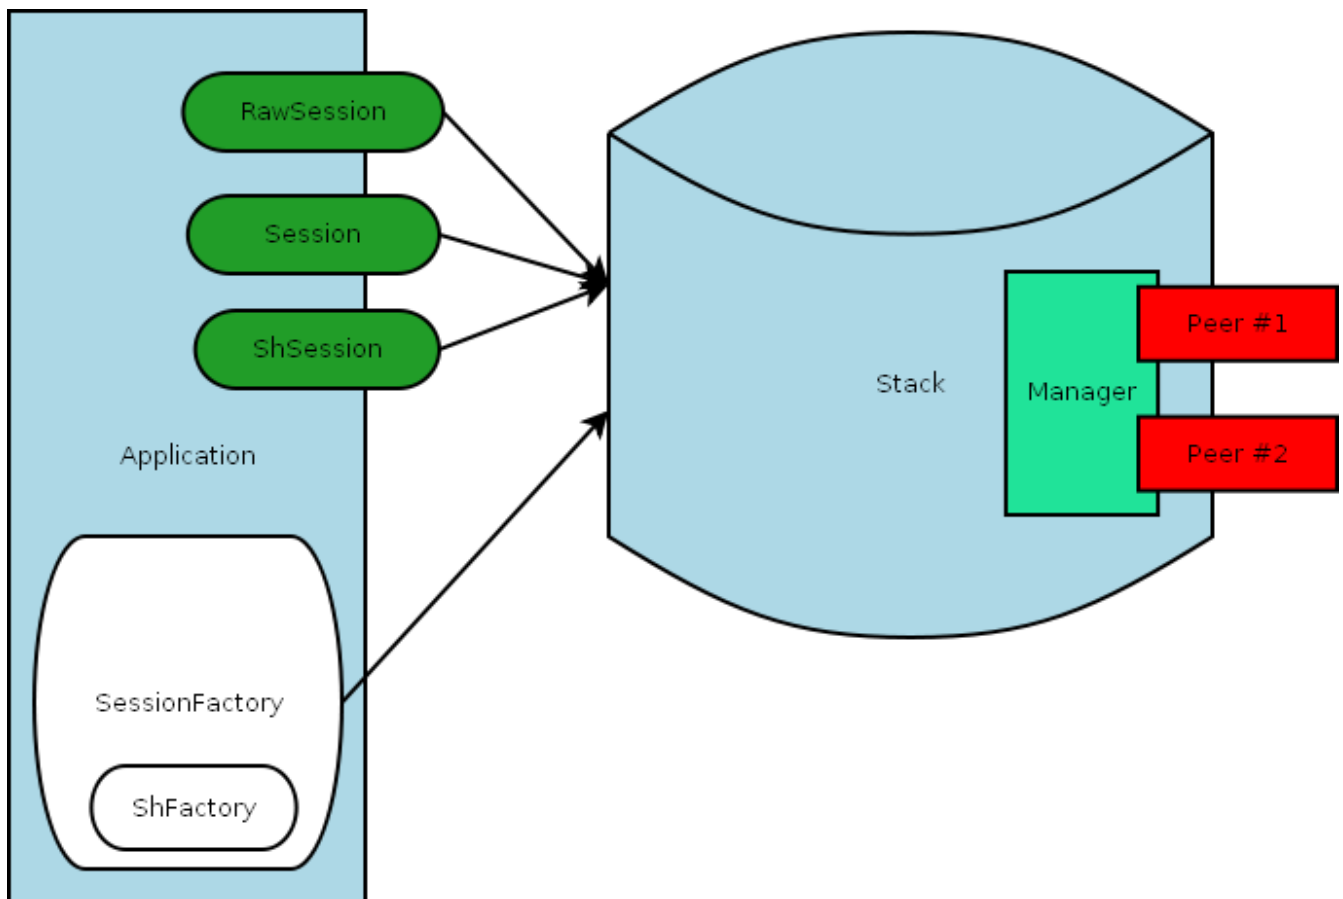 RawSession
Session
ShSession
Application
SessionFactory
ShFactory
Stack
Manager
Peer #1
Peer #2